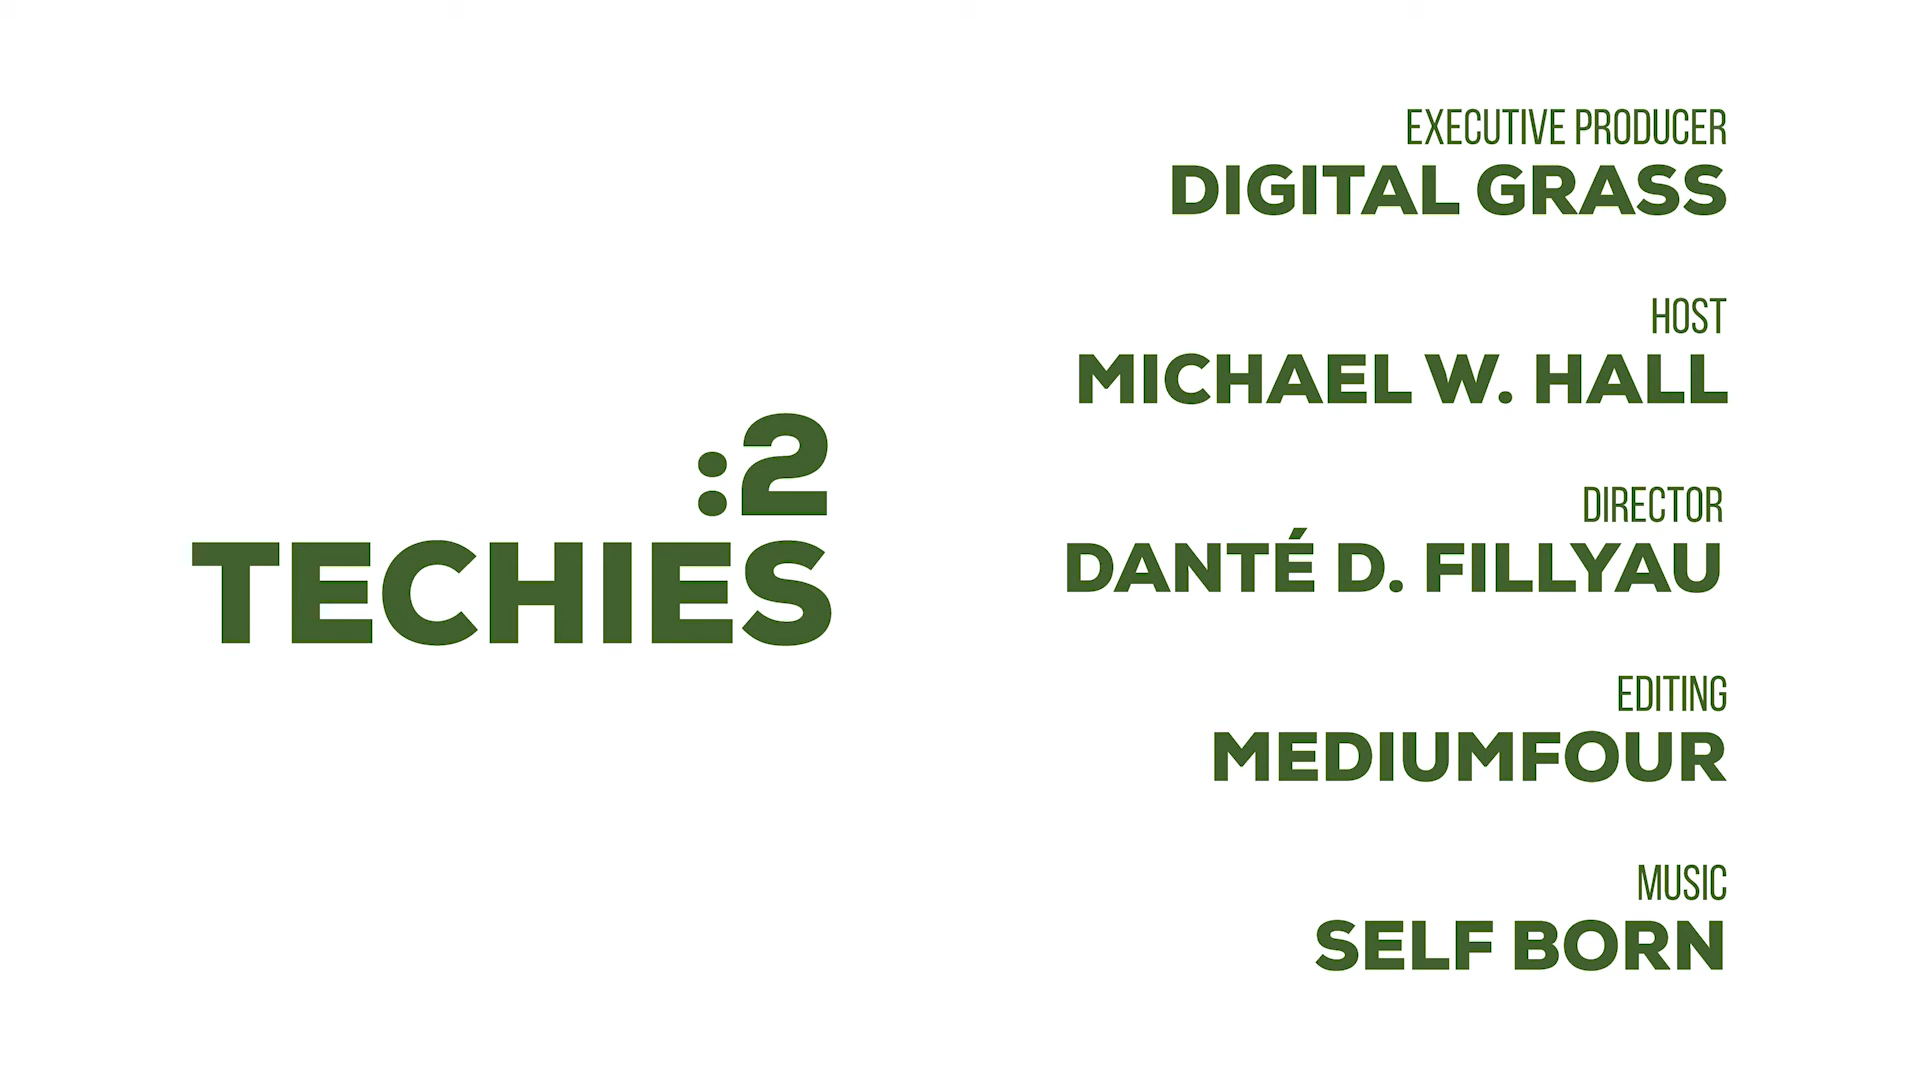 :2
TECHIES
EXECUTIVE PRODUCER
DIGITAL GRASS
HOST
MICHAEL W. HALL
DIRECTOR
DANTÉ D. FILLYAU
EDITING
MEDIUMFOUR
MUSIC
SELF BORN